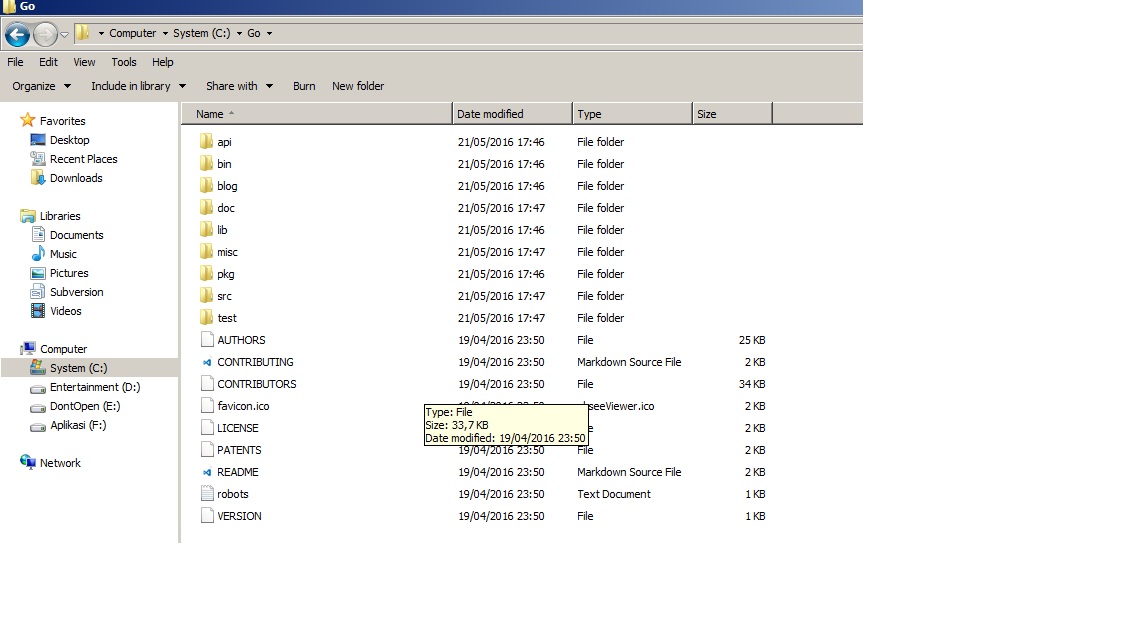 Go
Computer System (C:) Go
File Edit View Tools Help
Organize Include in library Share with Burn New folder
Favorites
Desktop
Recent Places
Downloads
Libraries
Documents
Music
Pictures
Subversion
Videos
Computer
System (C:)
Entertainment (D:)
DontOpen (E:)
Aplikasi (F:)
Network
Name Date modified Type Size
api 21/05/2016 17:46 File folder
bin 21/05/2016 17:46 File folder
blog 21/05/2016 17:46 File folder
doc 21/05/2016 17:47 File folder
lib 21/05/2016 17:46 File folder
misc 21/05/2016 17:47 File folder
pkg 21/05/2016 17:46 File folder
src 21/05/2016 17:47 File folder
test 21/05/2016 17:47 File folder
AUTHORS 19/04/2016 23:50 File 25 KB
CONTRIBUTING 19/04/2016 23:50 Markdown Source File 2 KB
CONTRIBUTORS 19/04/2016 23:50 File 34 KB
favicon.ico 2 KB
Type: File
Size: 33,7 KB
Date modified: 19/04/2016 23:50
LICENSE 2 KB
PATENTS 19/04/2016 23:50 File 2 KB
README 19/04/2016 23:50 Markdown Source File 2 KB
robots 19/04/2016 23:50 Text Document 1 KB
VERSION 19/04/2016 23:50 File 1 KB